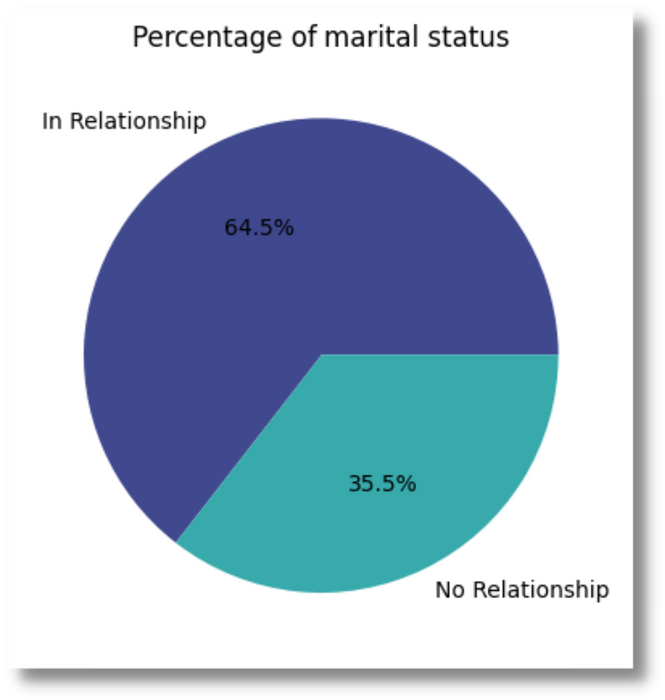 Percentage of marital status
In Relationship
64.5%
35.5%
No Relationship